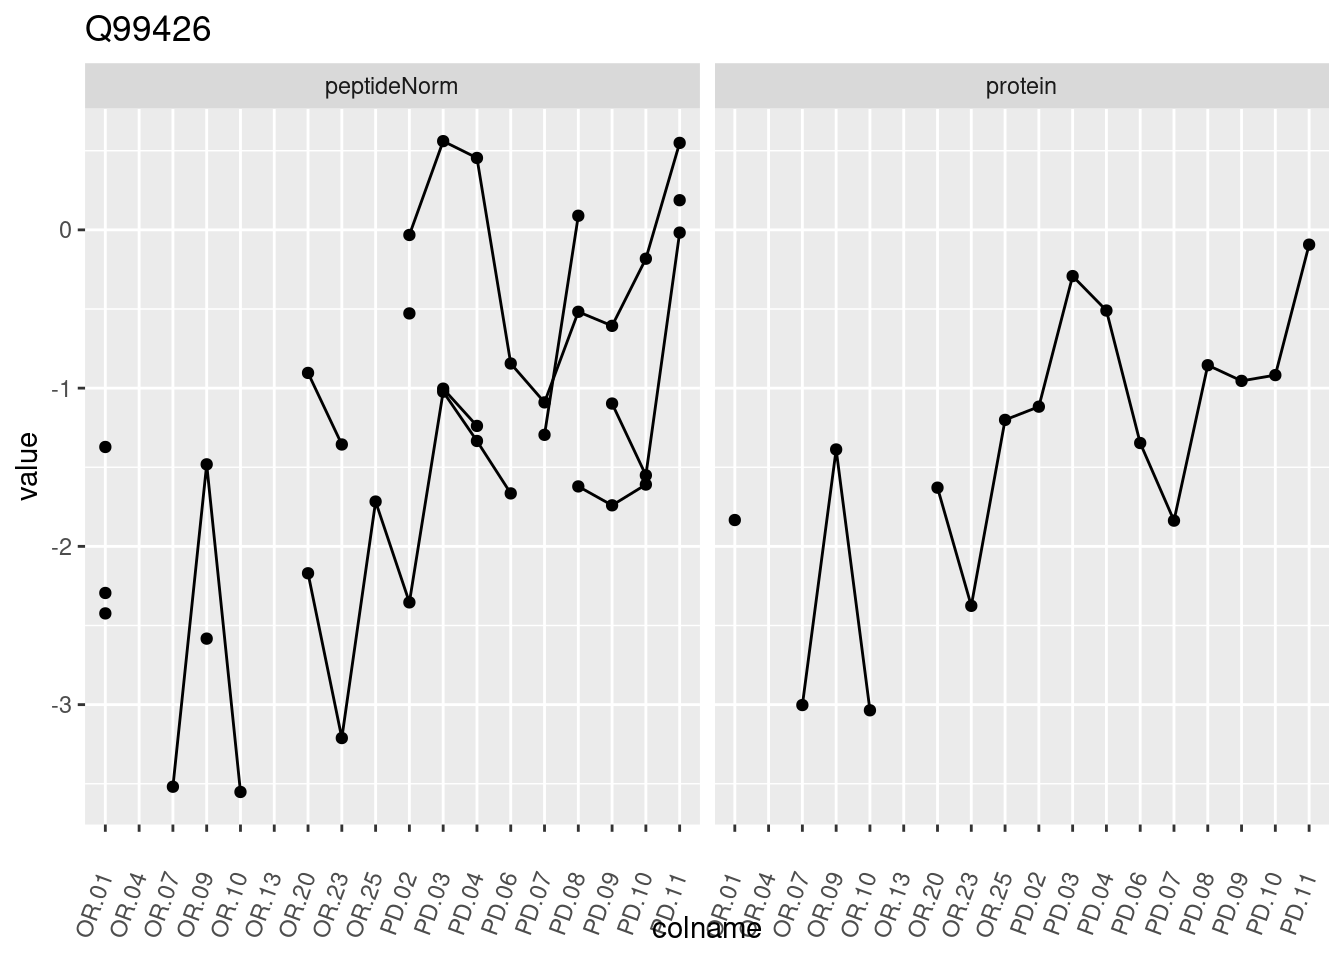 Q99426
peptideNorm protein
0
-1
-2
-3
value
OR.01 OR.04 OR.07 OR.09 OR.10 OR.13 OR.20 OR.23 OR.25 PD.02 PD.03 PD.04 PD.06 PD.07 PD.08 PD.09 PD.10 PD.11 OR.01 OR.04 OR.07 OR.09 OR.10 OR.13 OR.20 OR.23 OR.25 PD.02 PD.03 PD.04 PD.06 PD.07 PD.08 PD.09 PD.10 PD.11
colname